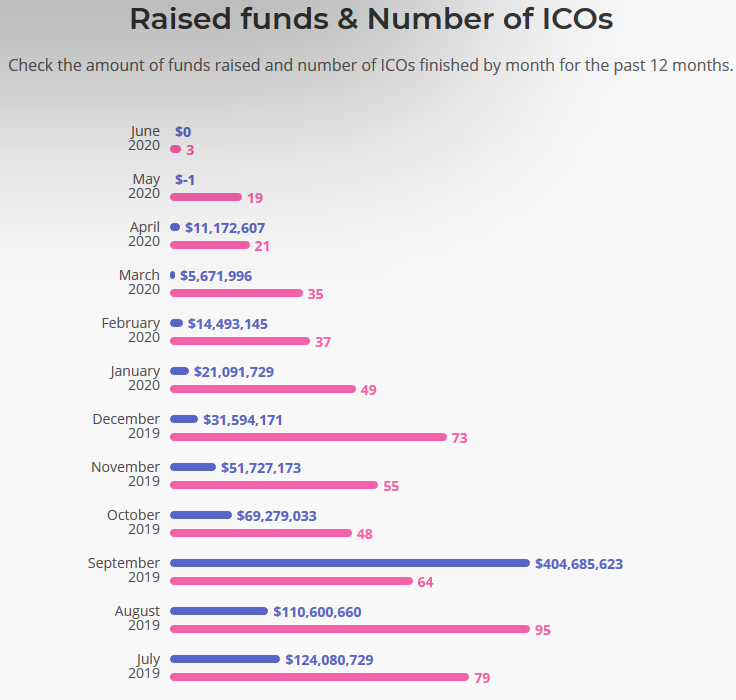 Raised funds & Number of ICOs
Check the amount of funds raised and number of ICOs finished by month for the past 12 months.
June
2020
$0
3
May
2020
$-1
19
April
2020
$11,172,607
21
March
2020
$5,671,996
35
February
2020
$14,493,145
37
January
2020
$21,091,729
49
December
2019
$31,594,171
73
November
2019
$51,727,173
55
October
2019
$69,279,033
48
September
2019
$404,685,623
64
August
2019
$110,600,660
95
July
2019
$124,080,729
79